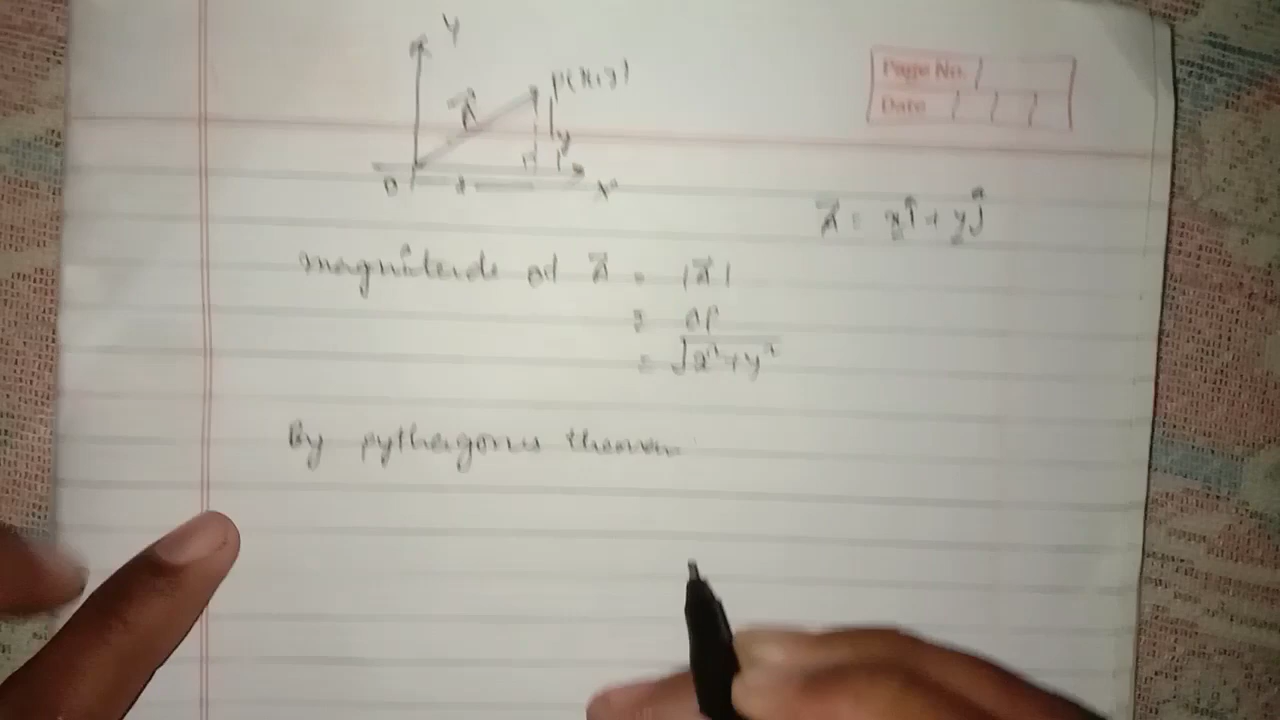 Y
P(x,y)
Page No.
Date
y
O
x
X
magnitude of
= xî + yĵ
= OP
= √x²+y²
By pythagorus theorem